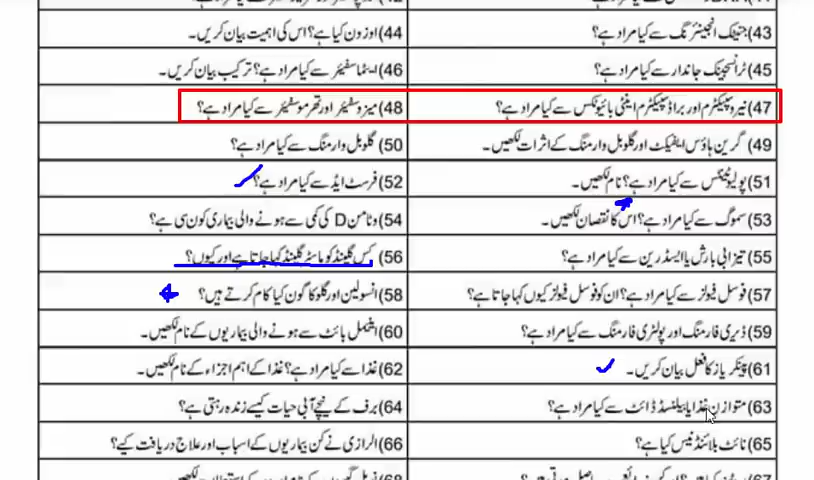 43) جنیٹک انجینئرنگ سے کیا مراد ہے؟
44) اوزون کیا ہے؟ اس کی اہمیت بیان کریں۔
45) ٹرانسجینک جاندار سے کیا مراد ہے؟
46) ایٹماسفیئر سے کیا مراد ہے؟ ترکیب بیان کریں۔
47) نیروسپیکٹرم اور براڈ سپیکٹرم اینٹی بائیوٹکس سے کیا مراد ہے؟
48) میزوسفیئر اور تھرموسفیئر سے کیا مراد ہے؟
49) گرین ہاؤس ایفیکٹ اور گلوبل وارمنگ کے اثرات لکھیں۔
50) گلوبل وارمنگ سے کیا مراد ہے؟
51) پولیوٹینٹس سے کیا مراد ہے؟ نام لکھیں۔
52) فرسٹ ایڈ سے کیا مراد ہے؟
53) سموگ سے کیا مراد ہے؟ اس کا نقصان لکھیں۔
54) وٹامن D کی کمی سے ہونے والی بیماری کون سی ہے؟
55) تیزابی بارش یا ایسڈ رین سے کیا مراد ہے؟
56) کس گلینڈ کو ماسٹر گلینڈ کہا جاتا ہے اور کیوں؟
57) فوسل فیولز سے کیا مراد ہے؟ ان کو فوسل فیولز کیوں کہا جاتا ہے؟
58) انسولین اور گلوکاگون کیا کام کرتے ہیں؟
59) ڈیری فارمنگ اور پولٹری فارمنگ سے کیا مراد ہے؟
60) اینیمل بائٹ سے ہونے والی بیماریوں کے نام لکھیں۔
61) پینکریاز کا فعل بیان کریں۔
62) غذا سے کیا مراد ہے؟ غذا کے اہم اجزاء کے نام لکھیں۔
63) متوازن غذا یا بیلنسڈ ڈائٹ سے کیا مراد ہے؟
64) برف کے نیچے آبی حیات کیسے زندہ رہتی ہے؟
65) نائٹ بلائنڈنیس کیا ہے؟
66) الرازی نے کن بیماریوں کے اسباب اور علاج دریافت کیے؟